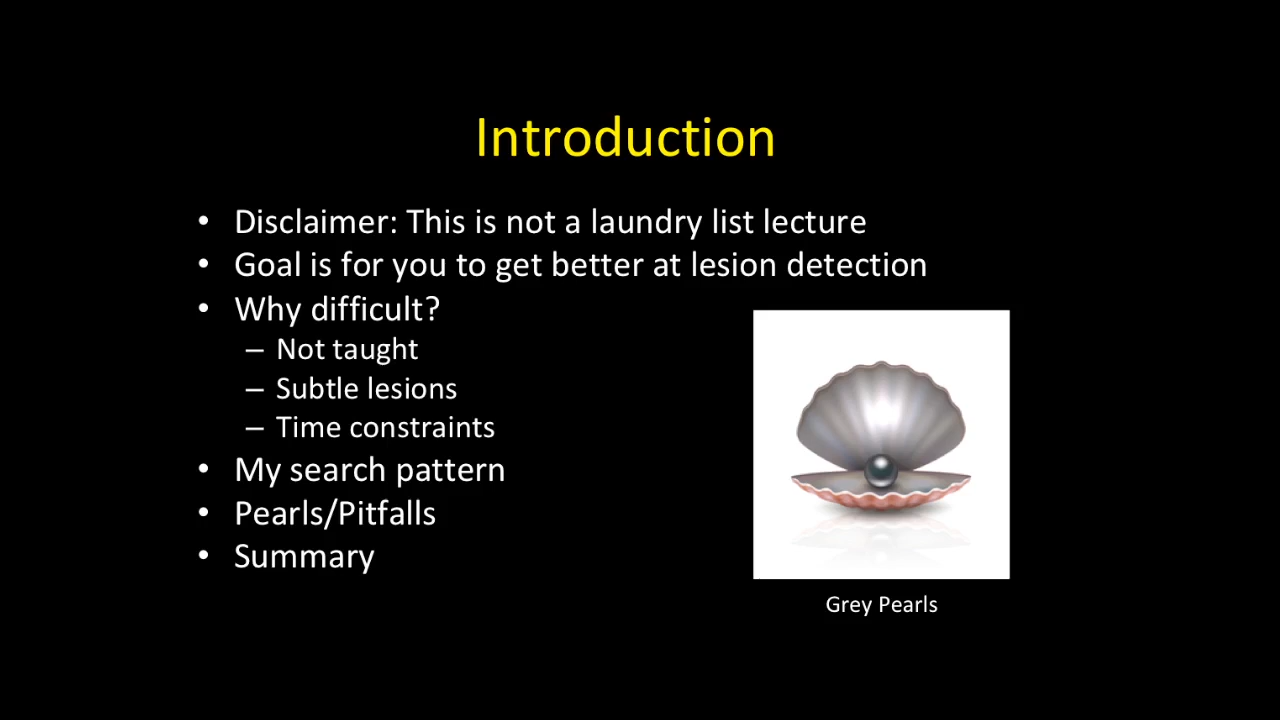 Introduction
• Disclaimer: This is not a laundry list lecture
• Goal is for you to get better at lesion detection
• Why difficult?
– Not taught
– Subtle lesions
– Time constraints
• My search pattern
• Pearls/Pitfalls
• Summary
Grey Pearls